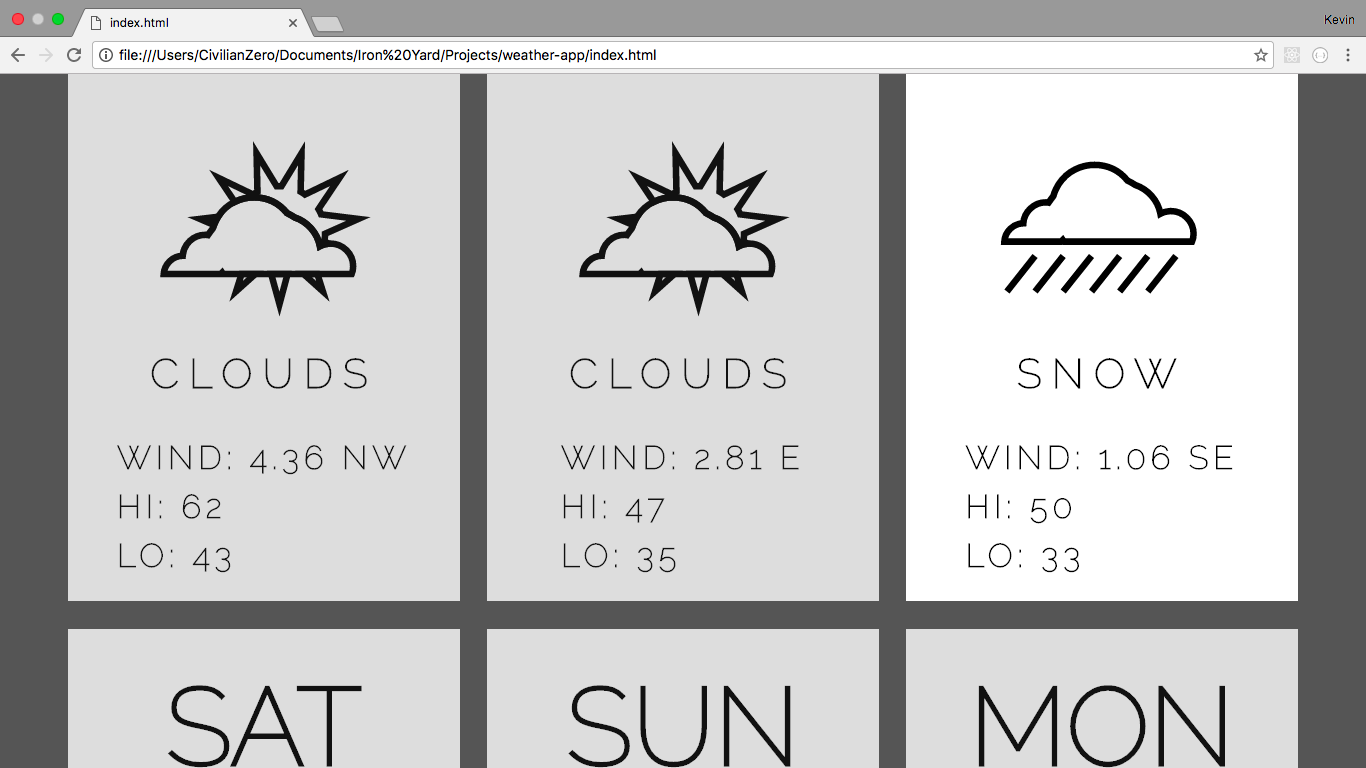 index.html
Kevin
file:///Users/CivilianZero/Documents/Iron%20Yard/Projects/weather-app/index.html
CLOUDS
WIND: 4.36 NW
HI: 62
LO: 43
CLOUDS
WIND: 2.81 E
HI: 47
LO: 35
SNOW
WIND: 1.06 SE
HI: 50
LO: 33
SAT
SUN
MON